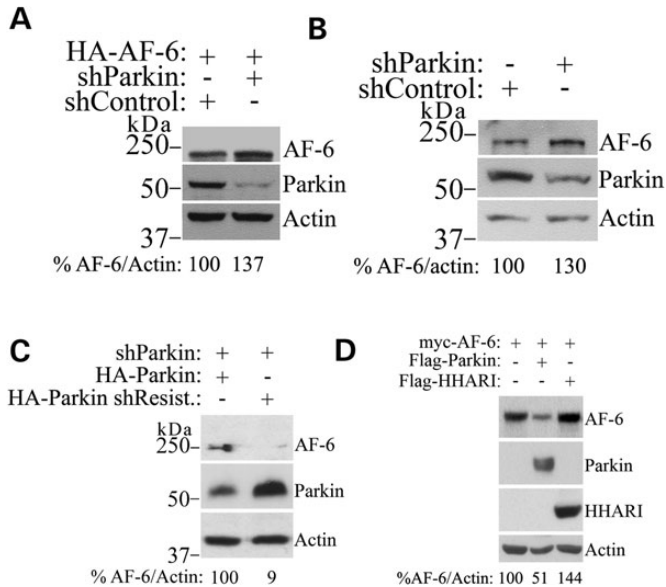 A
HA-AF-6: + +
shParkin: - +
shControl: + -
kDa
250– AF-6
50– Parkin
37– Actin
% AF-6/Actin: 100 137
B
shParkin: - +
shControl: + -
kDa
250– AF-6
50– Parkin
37– Actin
% AF-6/actin: 100 130
C
shParkin: + +
HA-Parkin: + -
HA-Parkin shResist.: - +
kDa
250– AF-6
50– Parkin
37– Actin
% AF-6/Actin: 100 9
D
myc-AF-6: + + +
Flag-Parkin: - + -
Flag-HHARI: - - +
AF-6
Parkin
HHARI
Actin
%AF-6/Actin: 100 51 144